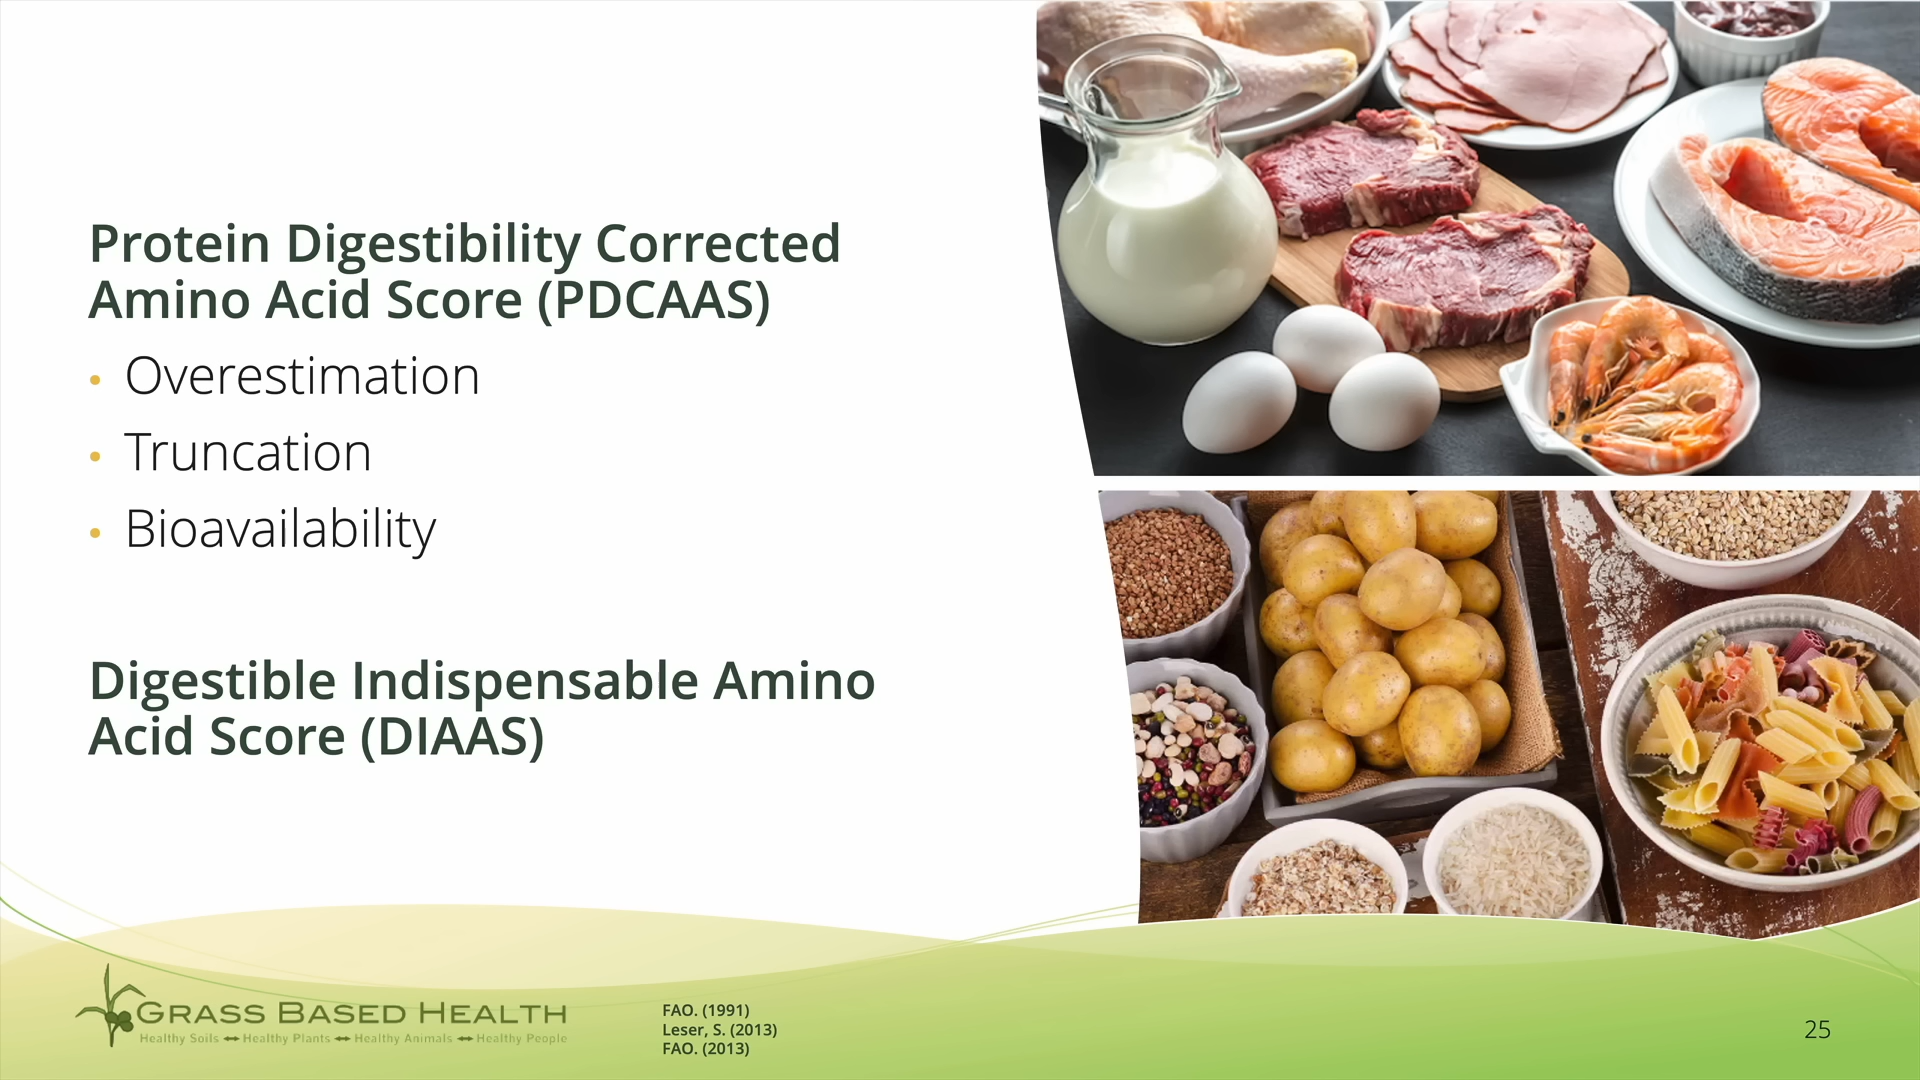 Protein Digestibility Corrected
Amino Acid Score (PDCAAS)
• Overestimation
• Truncation
• Bioavailability
Digestible Indispensable Amino
Acid Score (DIAAS)
GRASS BASED HEALTH
Healthy Soils ⬌ Healthy Plants ⬌ Healthy Animals ⬌ Healthy People
FAO. (1991)
Leser, S. (2013)
FAO. (2013)
25